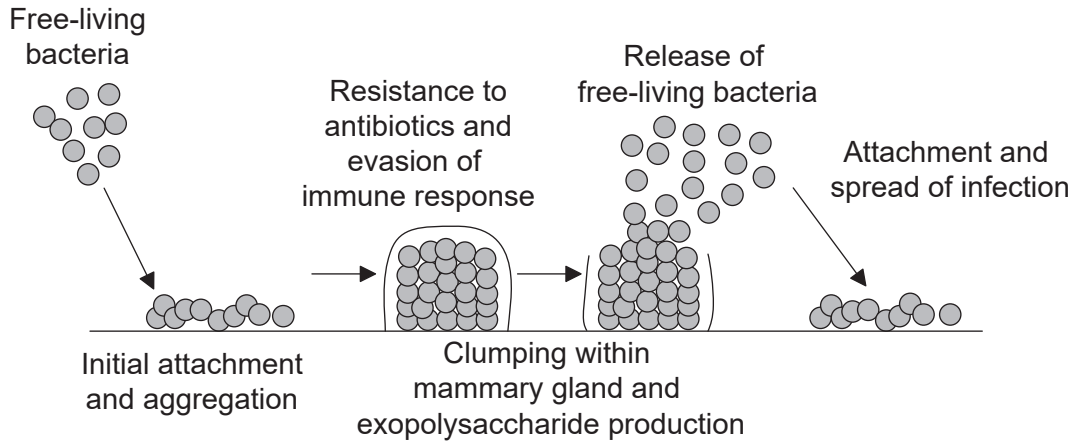 Free-living
bacteria
Resistance to
antibiotics and
evasion of
immune response
Release of
free-living bacteria
Attachment and
spread of infection
Initial attachment
and aggregation
Clumping within
mammary gland and
exopolysaccharide production